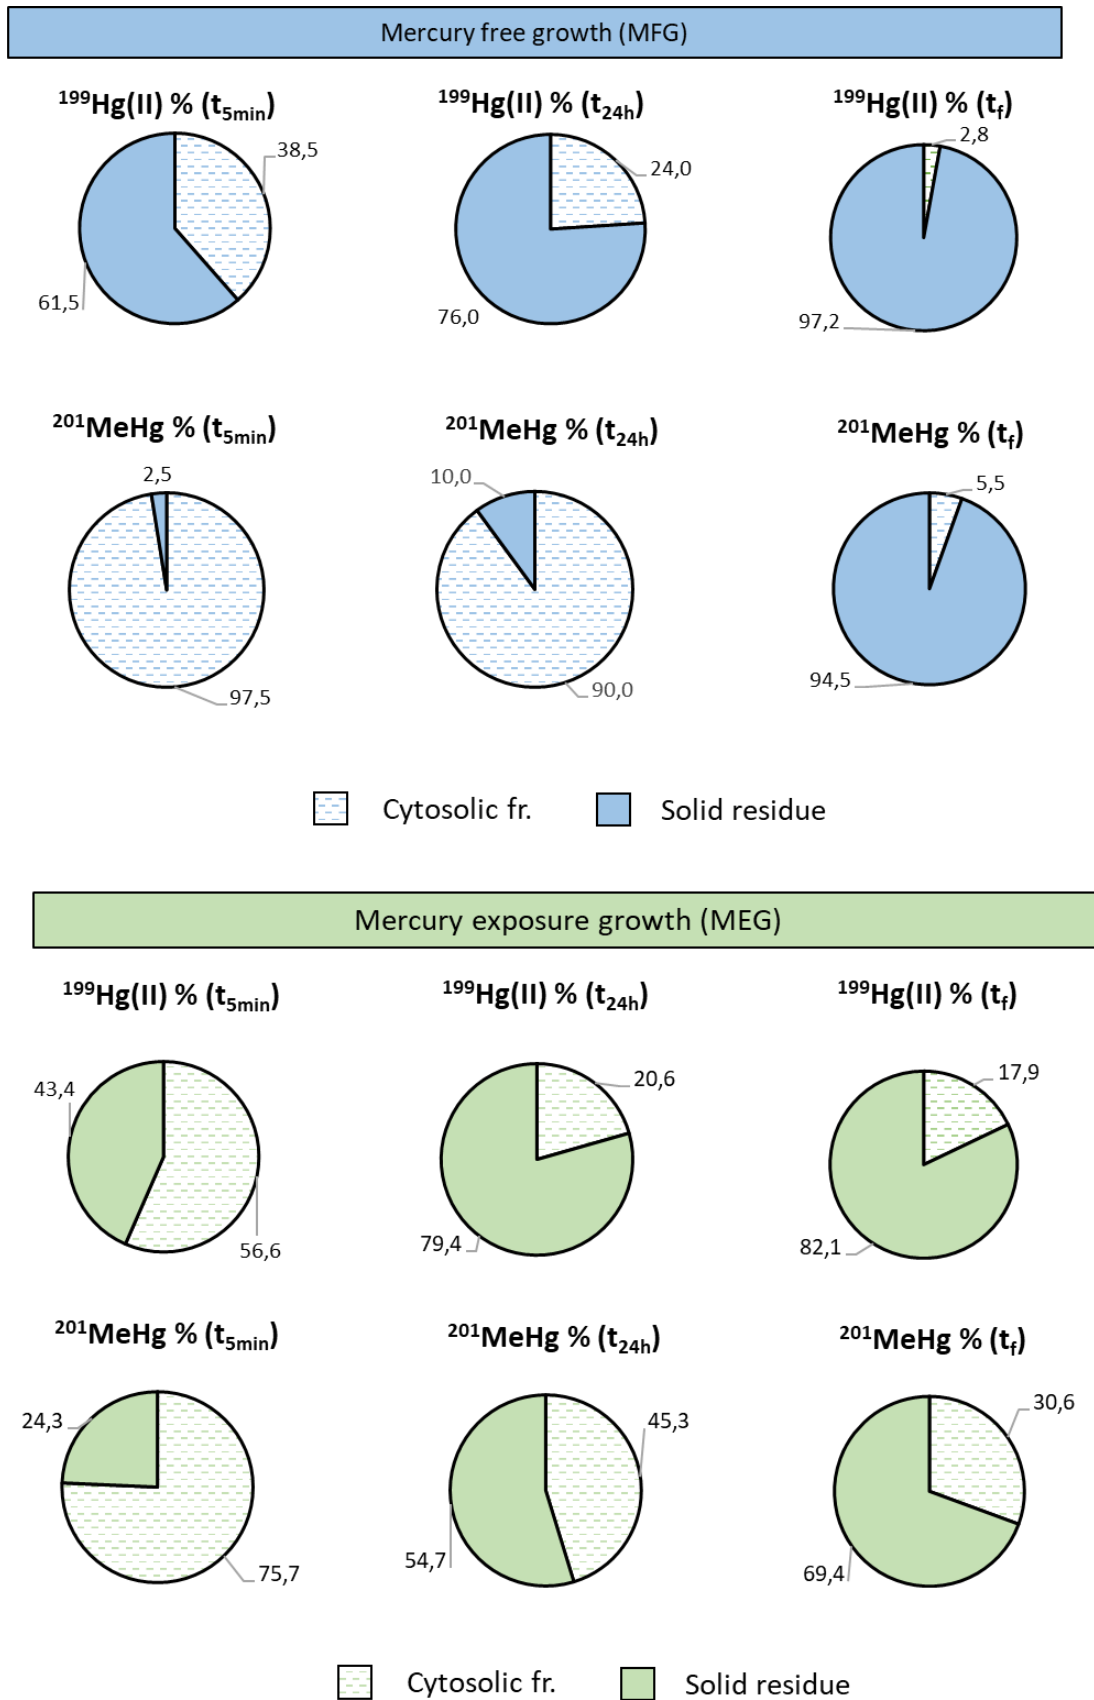 Mercury free growth (MFG)
¹⁹⁹Hg(II) % (t5min)
¹⁹⁹Hg(II) % (t24h)
¹⁹⁹Hg(II) % (tf)
38,5
61,5
24,0
76,0
2,8
97,2
²⁰¹MeHg % (t5min)
²⁰¹MeHg % (t24h)
²⁰¹MeHg % (tf)
2,5
97,5
10,0
90,0
5,5
94,5
Cytosolic fr.
Solid residue
Mercury exposure growth (MEG)
¹⁹⁹Hg(II) % (t5min)
¹⁹⁹Hg(II) % (t24h)
¹⁹⁹Hg(II) % (tf)
43,4
56,6
20,6
79,4
17,9
82,1
²⁰¹MeHg % (t5min)
²⁰¹MeHg % (t24h)
²⁰¹MeHg % (tf)
24,3
75,7
45,3
54,7
30,6
69,4
Cytosolic fr.
Solid residue